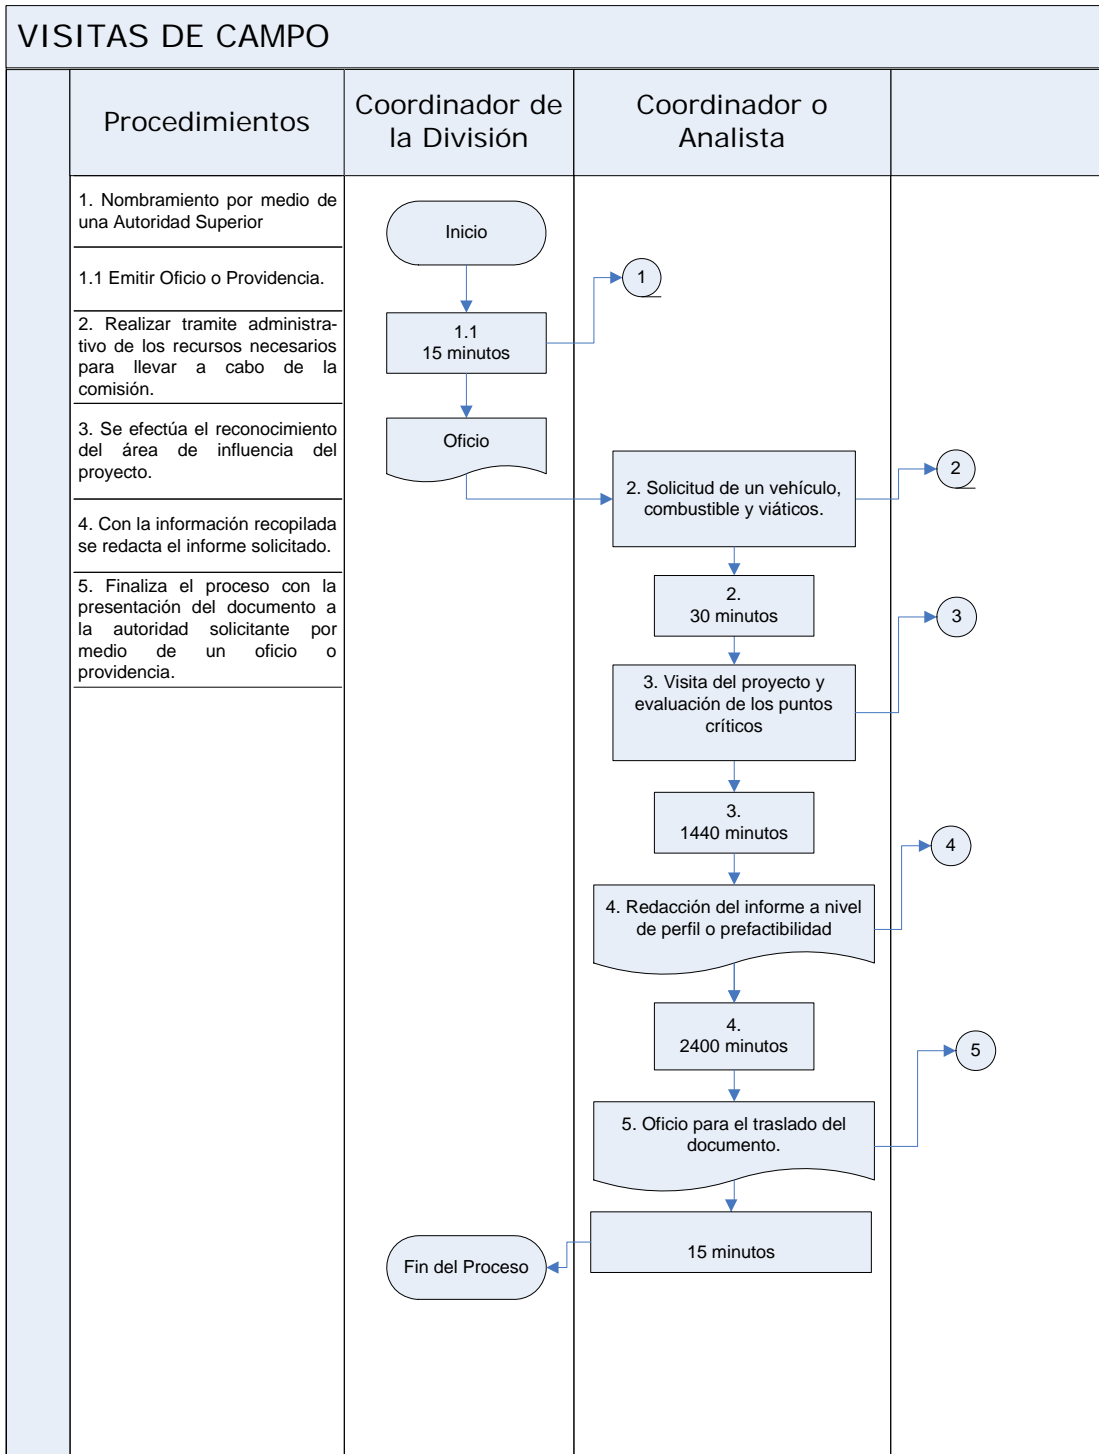 VISITAS DE CAMPO
Procedimientos
Coordinador de
la División
Coordinador o
Analista
1. Nombramiento por medio de
una Autoridad Superior
1.1 Emitir Oficio o Providencia.
2. Realizar tramite administra-
tivo de los recursos necesarios
para llevar a cabo de la
comisión.
3. Se efectúa el reconocimiento
del área de influencia del
proyecto.
4. Con la información recopilada
se redacta el informe solicitado.
5. Finaliza el proceso con la
presentación del documento a
la autoridad solicitante por
medio de un oficio o
providencia.
Inicio
1
1.1
15 minutos
Oficio
2. Solicitud de un vehículo,
combustible y viáticos.
2
2.
30 minutos
3
3. Visita del proyecto y
evaluación de los puntos
críticos
3.
1440 minutos
4
4. Redacción del informe a nivel
de perfil o prefactibilidad
4.
2400 minutos
5
5. Oficio para el traslado del
documento.
15 minutos
Fin del Proceso